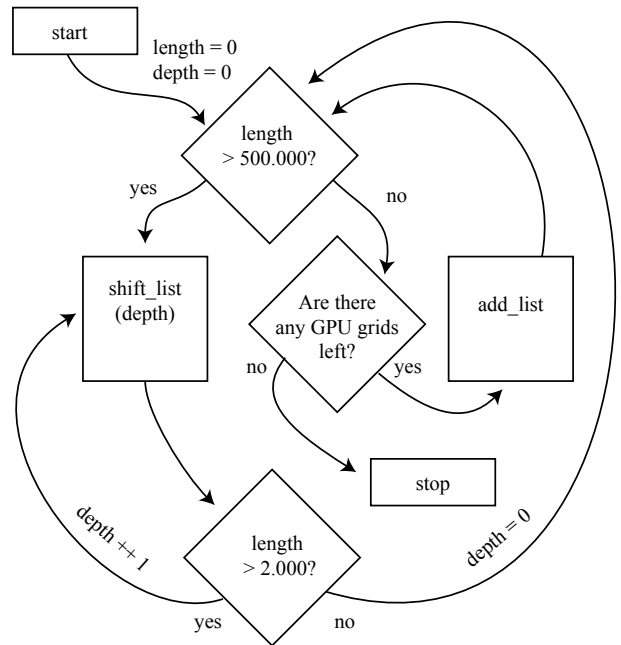 start
length = 0
depth = 0
length
> 500.000?
yes
no
shift_list
(depth)
Are there
any GPU grids
left?
add_list
no
yes
stop
depth ++ 1
length
> 2.000?
depth = 0
yes
no